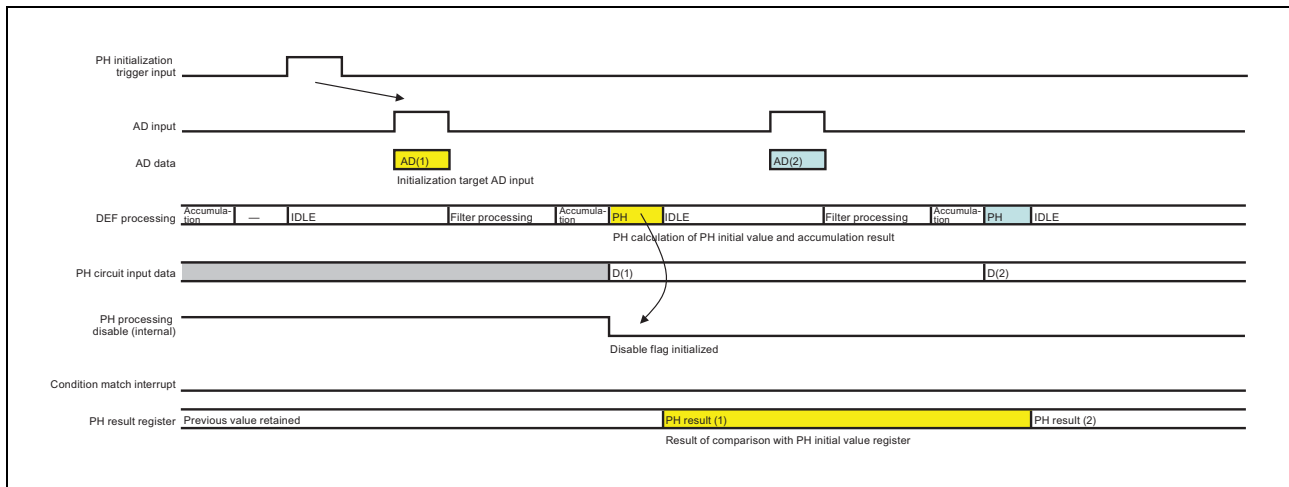 PH initialization
trigger input
AD input
AD data
AD(1)
AD(2)
Initialization target AD input
DEF processing
Accumula-
tion
—
IDLE
Filter processing
Accumula-
tion
PH
IDLE
Filter processing
Accumula-
tion
PH
IDLE
PH calculation of PH initial value and accumulation result
PH circuit input data
D(1)
D(2)
PH processing
disable (internal)
Disable flag initialized
Condition match interrupt
PH result register
Previous value retained
PH result (1)
PH result (2)
Result of comparison with PH initial value register